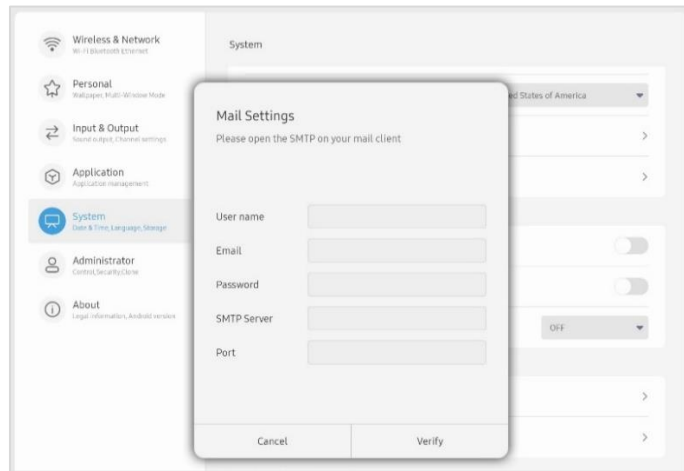 Wireless & Network
Wi-Fi Bluetooth Ethernet
Personal
Wallpaper, Multi-Window Mode
Input & Output
Sound output, Channel settings
Application
Application management
System
Date & Time, Language, Storage
Administrator
Control,Security,Clone
About
Legal information, Android version
System
ed States of America
Mail Settings
Please open the SMTP on your mail client
User name
Email
Password
SMTP Server
Port
OFF
Cancel
Verify